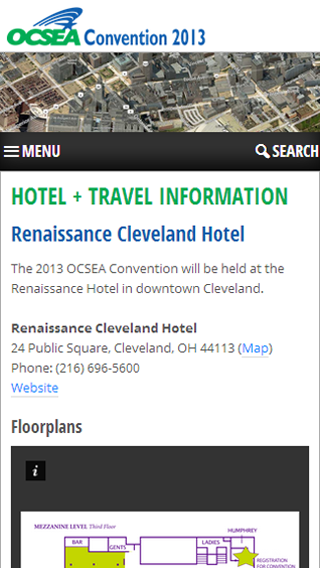 OCSEA Convention 2013
MENU
SEARCH
HOTEL + TRAVEL INFORMATION
Renaissance Cleveland Hotel
The 2013 OCSEA Convention will be held at the
Renaissance Hotel in downtown Cleveland.
Renaissance Cleveland Hotel
24 Public Square, Cleveland, OH 44113 (Map)
Phone: (216) 696-5600
Website
Floorplans
i
MEZZANINE LEVEL Third Floor
HUMPHREY
BAR
GENTS
LADIES
REGISTRATION
FOR CONVENTION